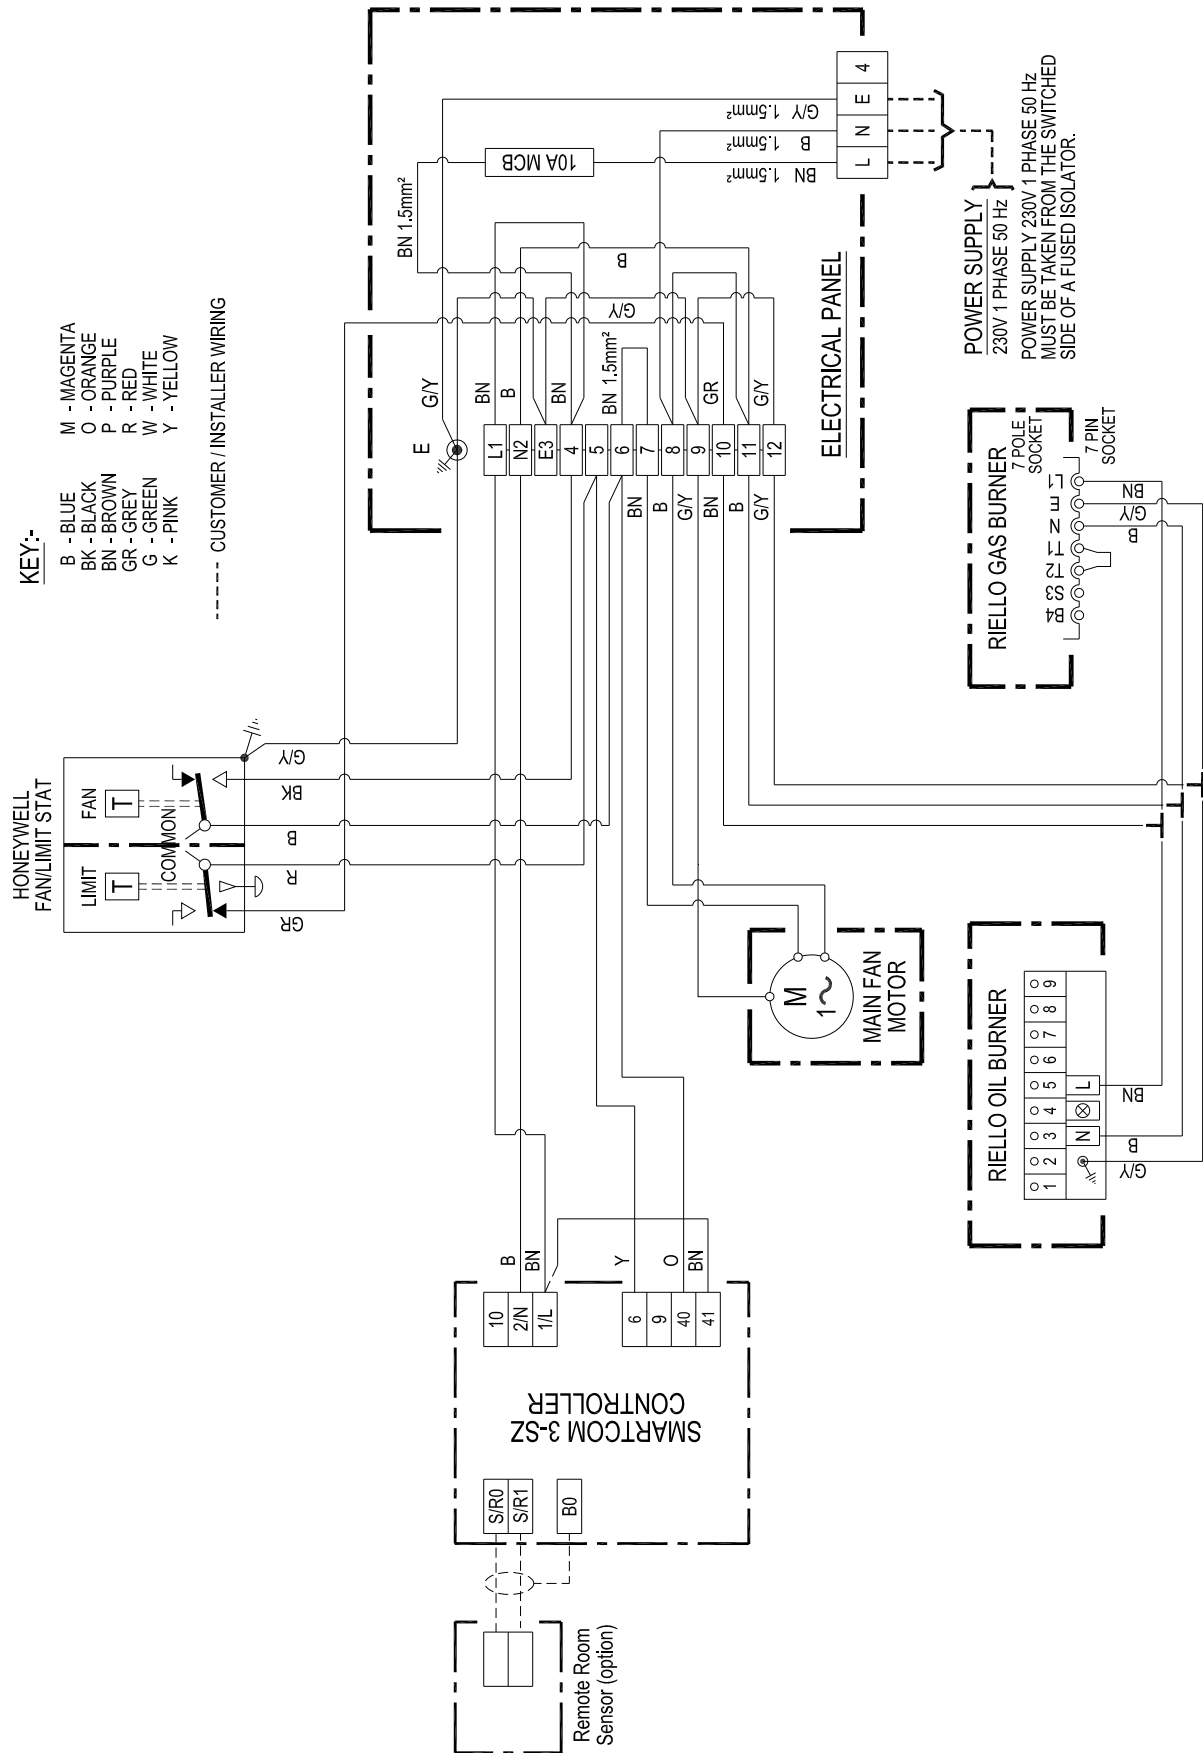 KEY:-
B - BLUE
BK - BLACK
BN - BROWN
GR - GREY
G - GREEN
K - PINK
M - MAGENTA
O - ORANGE
P - PURPLE
R - RED
W - WHITE
Y - YELLOW
CUSTOMER / INSTALLER WIRING
HONEYWELL
FAN/LIMIT STAT
LIMIT
FAN
T
T
COMMON
GR
R
B
BK
G/Y
ELECTRICAL PANEL
E
G/Y
BN 1.5mm²
10A MCB
BN 1.5mm²
B 1.5mm²
G/Y 1.5mm²
L
N
E
4
B
G/Y
BN
B
BN
BN 1.5mm²
GR
G/Y
L1
N2
E3
4
5
6
7
8
9
10
11
12
BN
B
G/Y
BN
B
G/Y
POWER SUPPLY
230V 1 PHASE 50 Hz
POWER SUPPLY 230V 1 PHASE 50 Hz
MUST BE TAKEN FROM THE SWITCHED
SIDE OF A FUSED ISOLATOR.
RIELLO GAS BURNER
7 POLE
SOCKET
7 PIN
SOCKET
B4
S3
T2
T1
N
E
L1
B
G/Y
BN
MAIN FAN
MOTOR
M
1~
RIELLO OIL BURNER
1
2
3
4
5
6
7
8
9
N
L
G/Y
B
BN
SMARTCOM 3-SZ
CONTROLLER
10
2/N
1/L
B
BN
6
9
40
41
Y
O
BN
S/R0
S/R1
B0
Remote Room
Sensor (option)